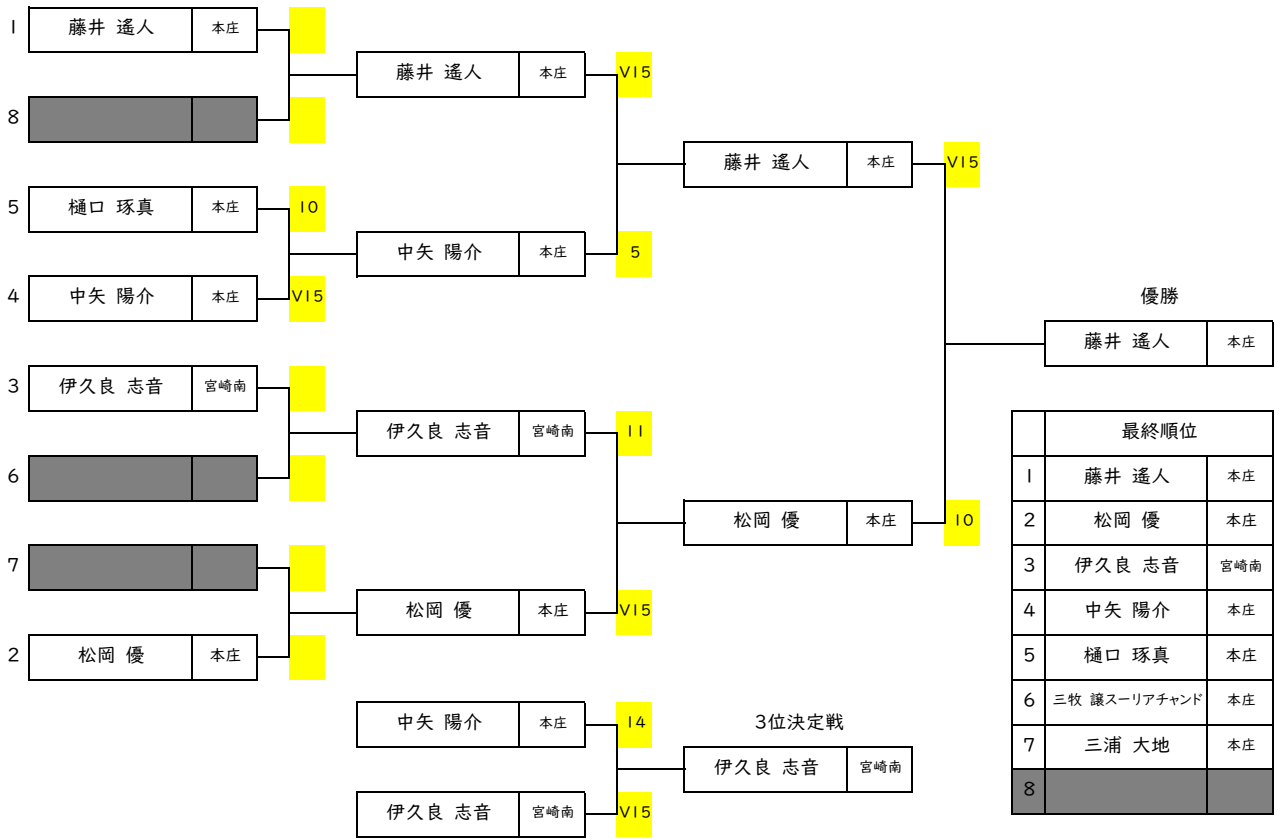 1 藤井 遙人 本庄
藤井 遙人 本庄 V15
8
藤井 遙人 本庄 V15
5 樋口 琢真 本庄 10
中矢 陽介 本庄 5
4 中矢 陽介 本庄 V15
優勝
藤井 遙人 本庄
3 伊久良 志音 宮崎南
伊久良 志音 宮崎南 11
6
松岡 優 本庄 10
7
松岡 優 本庄 V15
2 松岡 優 本庄
中矢 陽介 本庄 14
3位決定戦
伊久良 志音 宮崎南
伊久良 志音 宮崎南 V15
最終順位
1 藤井 遙人 本庄
2 松岡 優 本庄
3 伊久良 志音 宮崎南
4 中矢 陽介 本庄
5 樋口 琢真 本庄
6 三牧 譲スーリアチャンド 本庄
7 三浦 大地 本庄
8